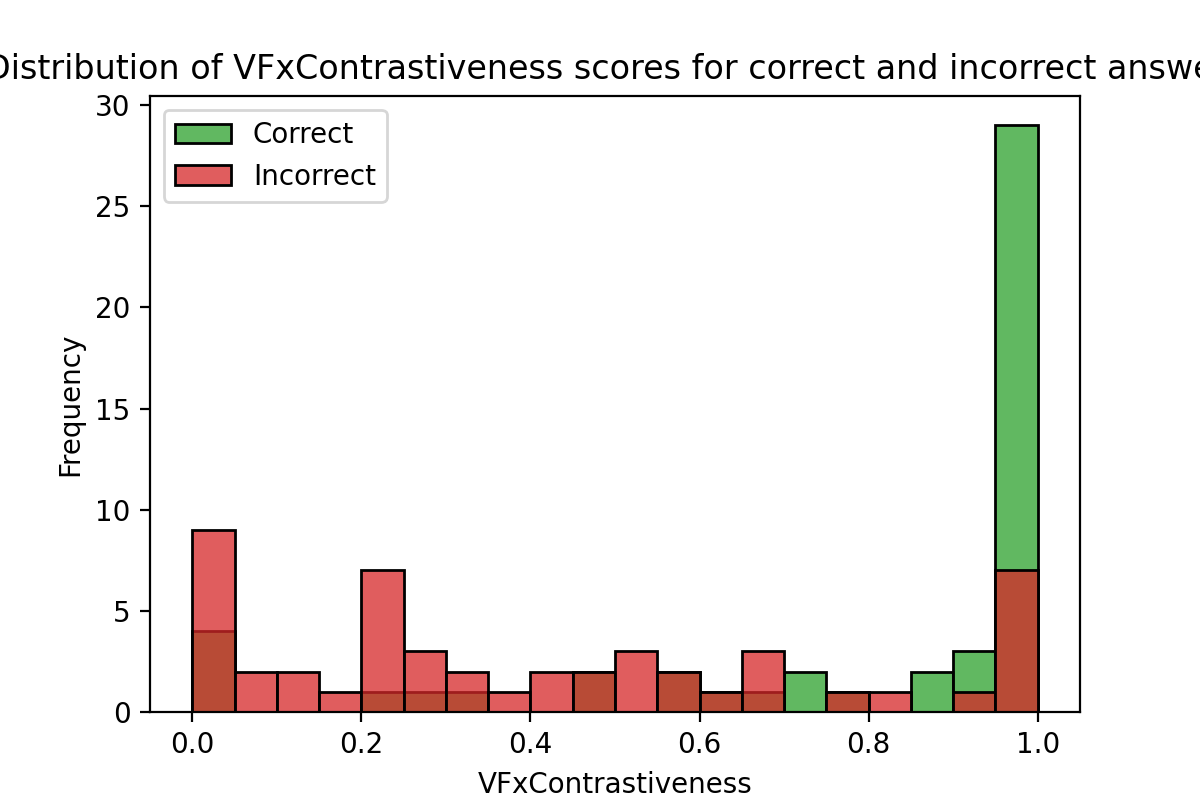 Distribution of VFxContrastiveness scores for correct and incorrect answe
30
25
20
15
10
5
0
Frequency
Correct
Incorrect
0.0 0.2 0.4 0.6 0.8 1.0
VFxContrastiveness